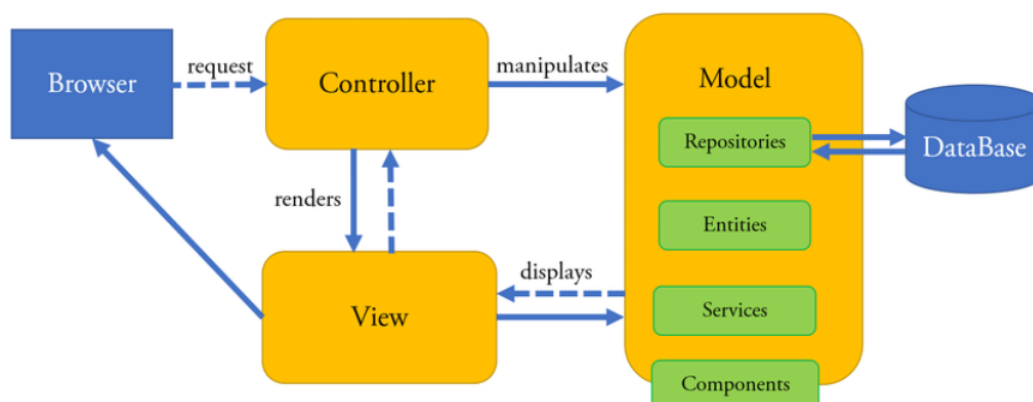 Browser
request
Controller
manipulates
Model
Repositories
DataBase
renders
Entities
displays
View
Services
Components